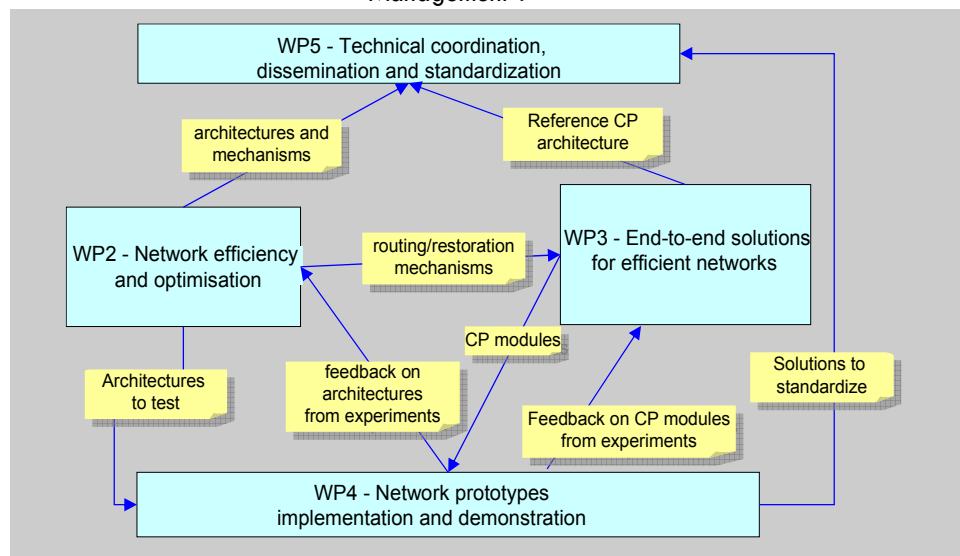 WP5 - Technical coordination,
dissemination and standardization
architectures and
mechanisms
Reference CP
architecture
WP2 - Network efficiency
and optimisation
routing/restoration
mechanisms
WP3 - End-to-end solutions
for efficient networks
CP modules
Architectures
to test
feedback on
architectures
from experiments
Feedback on CP modules
from experiments
Solutions to
standardize
WP4 - Network prototypes
implementation and demonstration